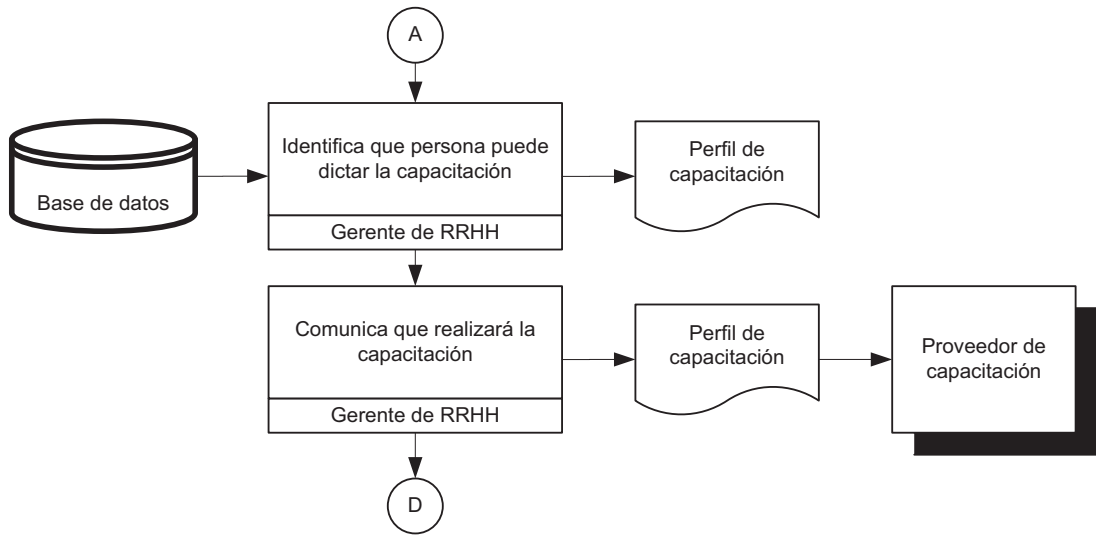 A
Identifica que persona puede
dictar la capacitación
Gerente de RRHH
Base de datos
Perfil de
capacitación
Comunica que realizará la
capacitación
Gerente de RRHH
Perfil de
capacitación
Proveedor de
capacitación
D